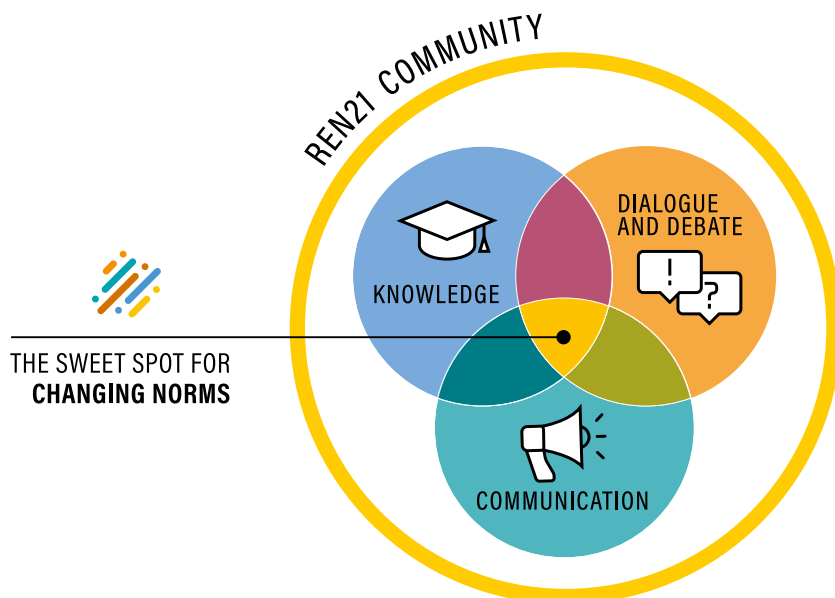 REN21 COMMUNITY
DIALOGUE
AND DEBATE
!
?
KNOWLEDGE
THE SWEET SPOT FOR
CHANGING NORMS
COMMUNICATION